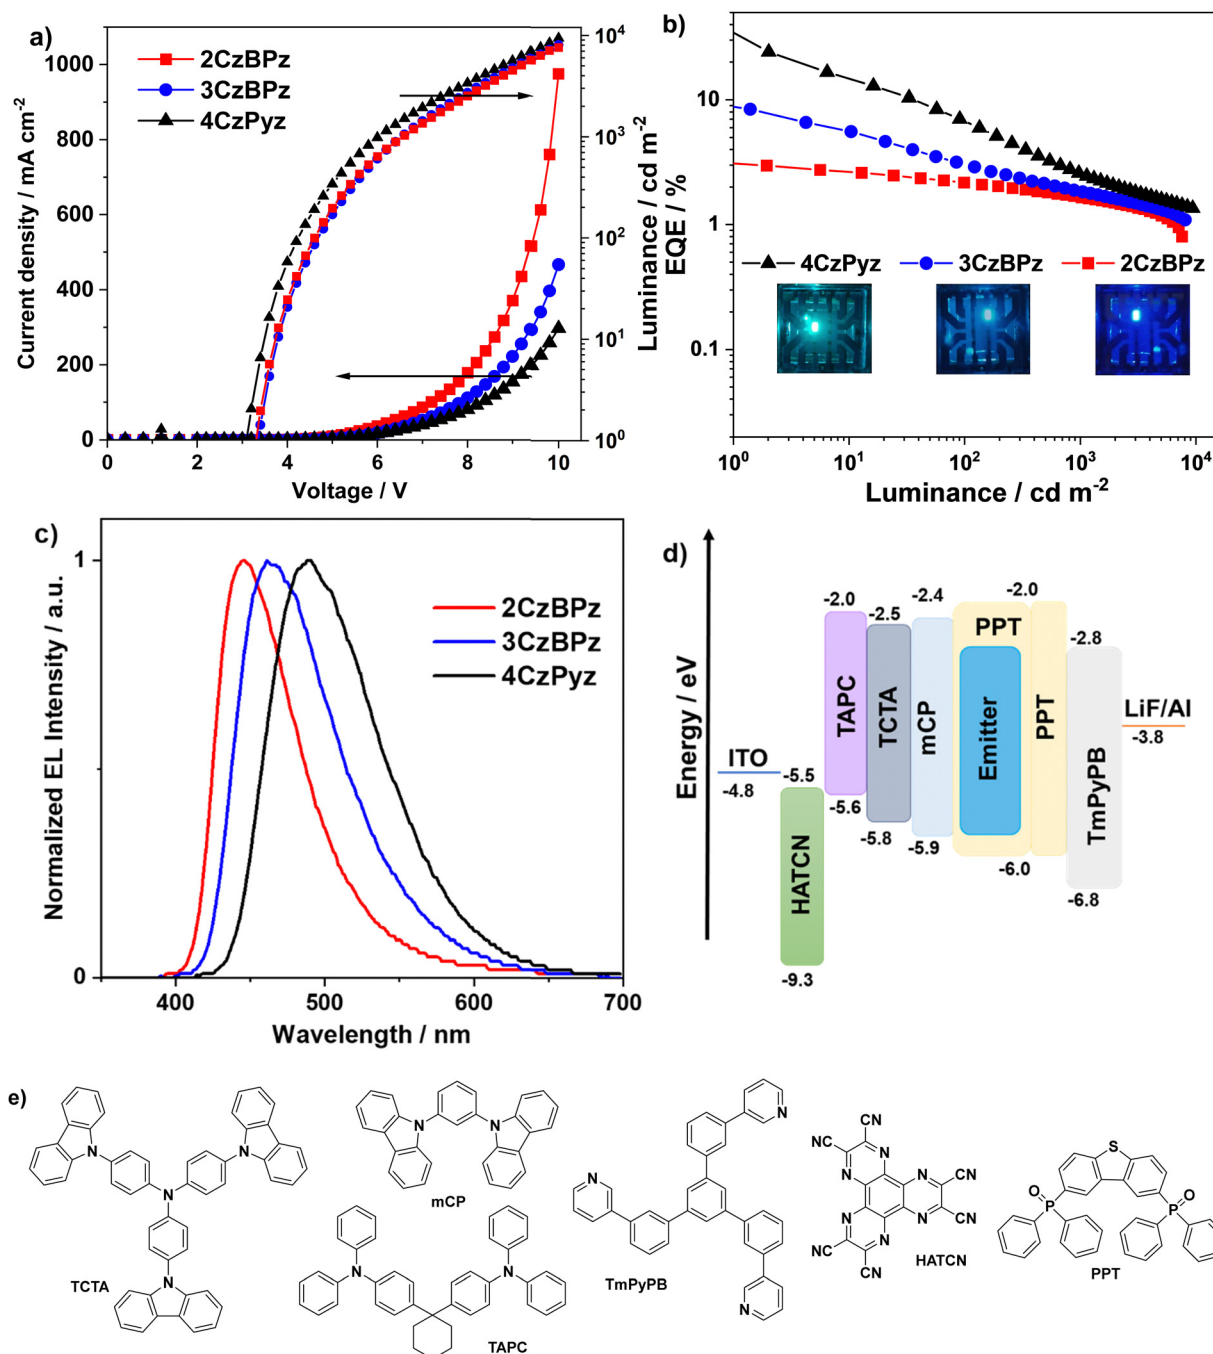 a)
2CzBPz
3CzBPz
4CzPyz
Current density / mA cm-2
1000
800
600
400
200
0
0 2 4 6 8 10
Voltage / V
10^4
10^3
10^2
10^1
10^0
Luminance / cd m-2
b)
EQE / %
10
1
0.1
4CzPyz 3CzBPz 2CzBPz
10^0 10^1 10^2 10^3 10^4
Luminance / cd m-2
c)
Normalized EL Intensity / a.u.
1
0
2CzBPz
3CzBPz
4CzPyz
400 500 600 700
Wavelength / nm
d)
Energy / eV
ITO
-4.8
-5.5
HATCN
-9.3
-2.0
TAPC
-5.6
-2.5
TCTA
-5.8
-2.4
mCP
-5.9
PPT
Emitter
-2.0
PPT
-6.0
-2.8
TmPyPB
-6.8
LiF/Al
-3.8
e)
N
N
N
N
TCTA
N
N
mCP
N
N
TAPC
N
N
N
TmPyPB
CN
CN
NC
N
N
N
N
CN
CN
N
N
NC
CN
HATCN
S
O
P
O
P
PPT